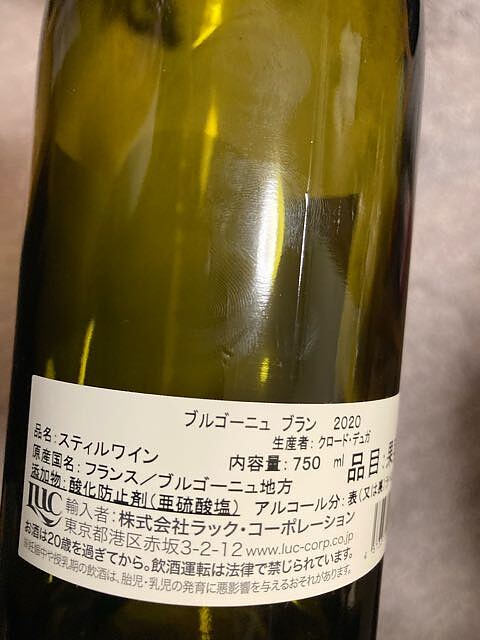 ブルゴーニュ ブラン 2020
生産者:クロード・デュガ
品名:スティルワイン
内容量:750 ml
品目:果
原産国名:フランス/ブルゴーニュ地方
添加物:酸化防止剤(亜硫酸塩)
アルコール分:表(又は裏)
LUC
輸入者:株式会社ラック・コーポレーション
東京都港区赤坂3-2-12 www.luc-corp.co.jp
お酒は20歳を過ぎてから。飲酒運転は法律で禁じられています。
※妊娠中や授乳期の飲酒は、胎児・乳児の発育に悪影響を与えるおそれがあります。